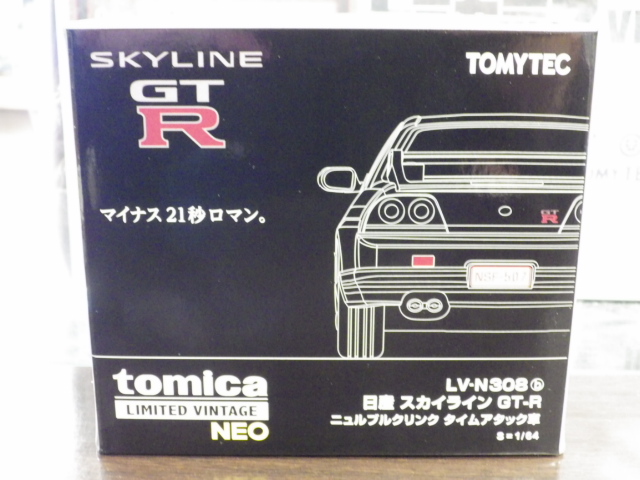 SKYLINE
GT
R
TOMYTEC
マイナス21秒ロマン。
GT
R
tomica
LIMITED VINTAGE
NEO
LV-N308ⓑ
日産 スカイライン GT-R
ニュルブルクリンク タイムアタック車
S=1/64